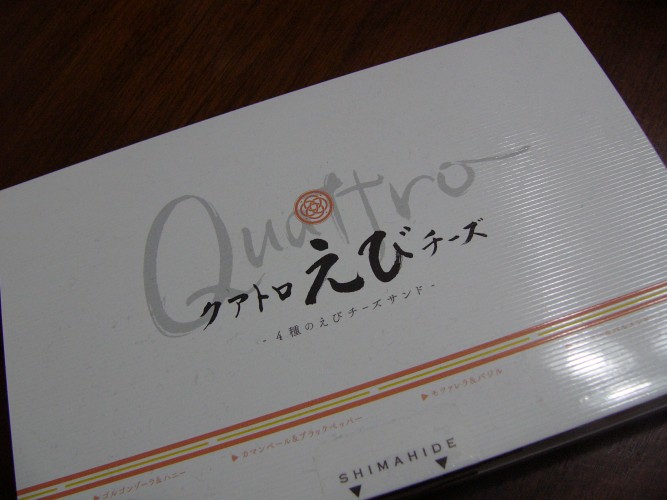 Quattro
クアトロえびチーズ
- 4種のえびチーズサンド -
▶モツァレラ&バジル
▶カマンベール&ブラックペッパー
▶ゴルゴンゾーラ&ハニー
SHIMAHIDE